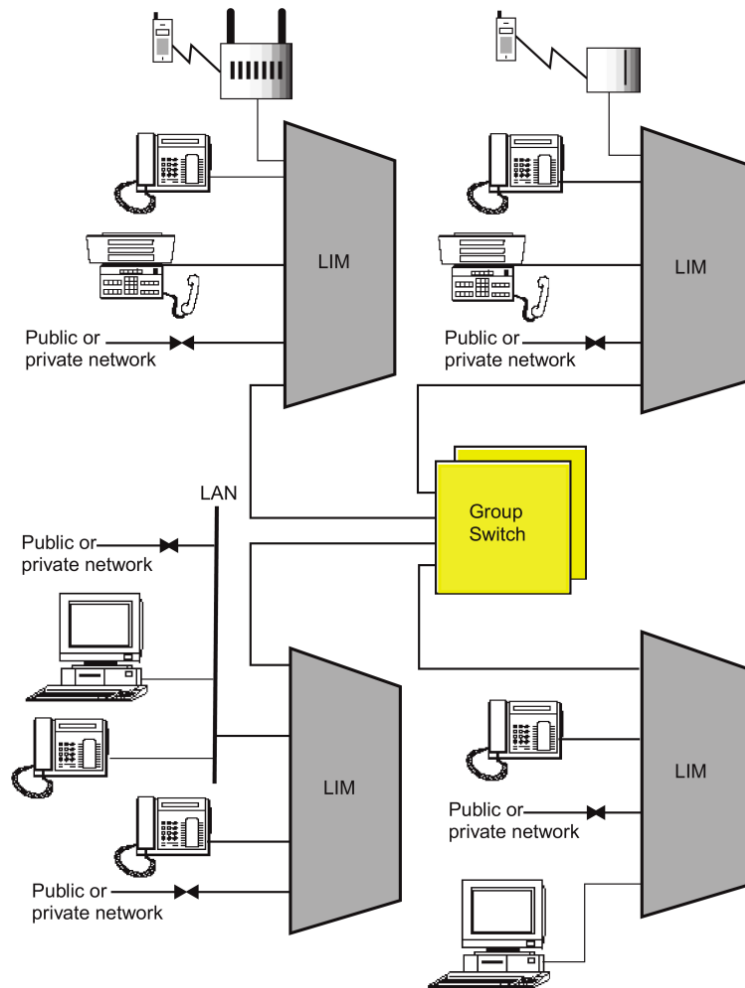 LIM
LIM
Public or
private network
Public or
private network
LAN
Group
Switch
Public or
private network
LIM
LIM
Public or
private network
Public or
private network